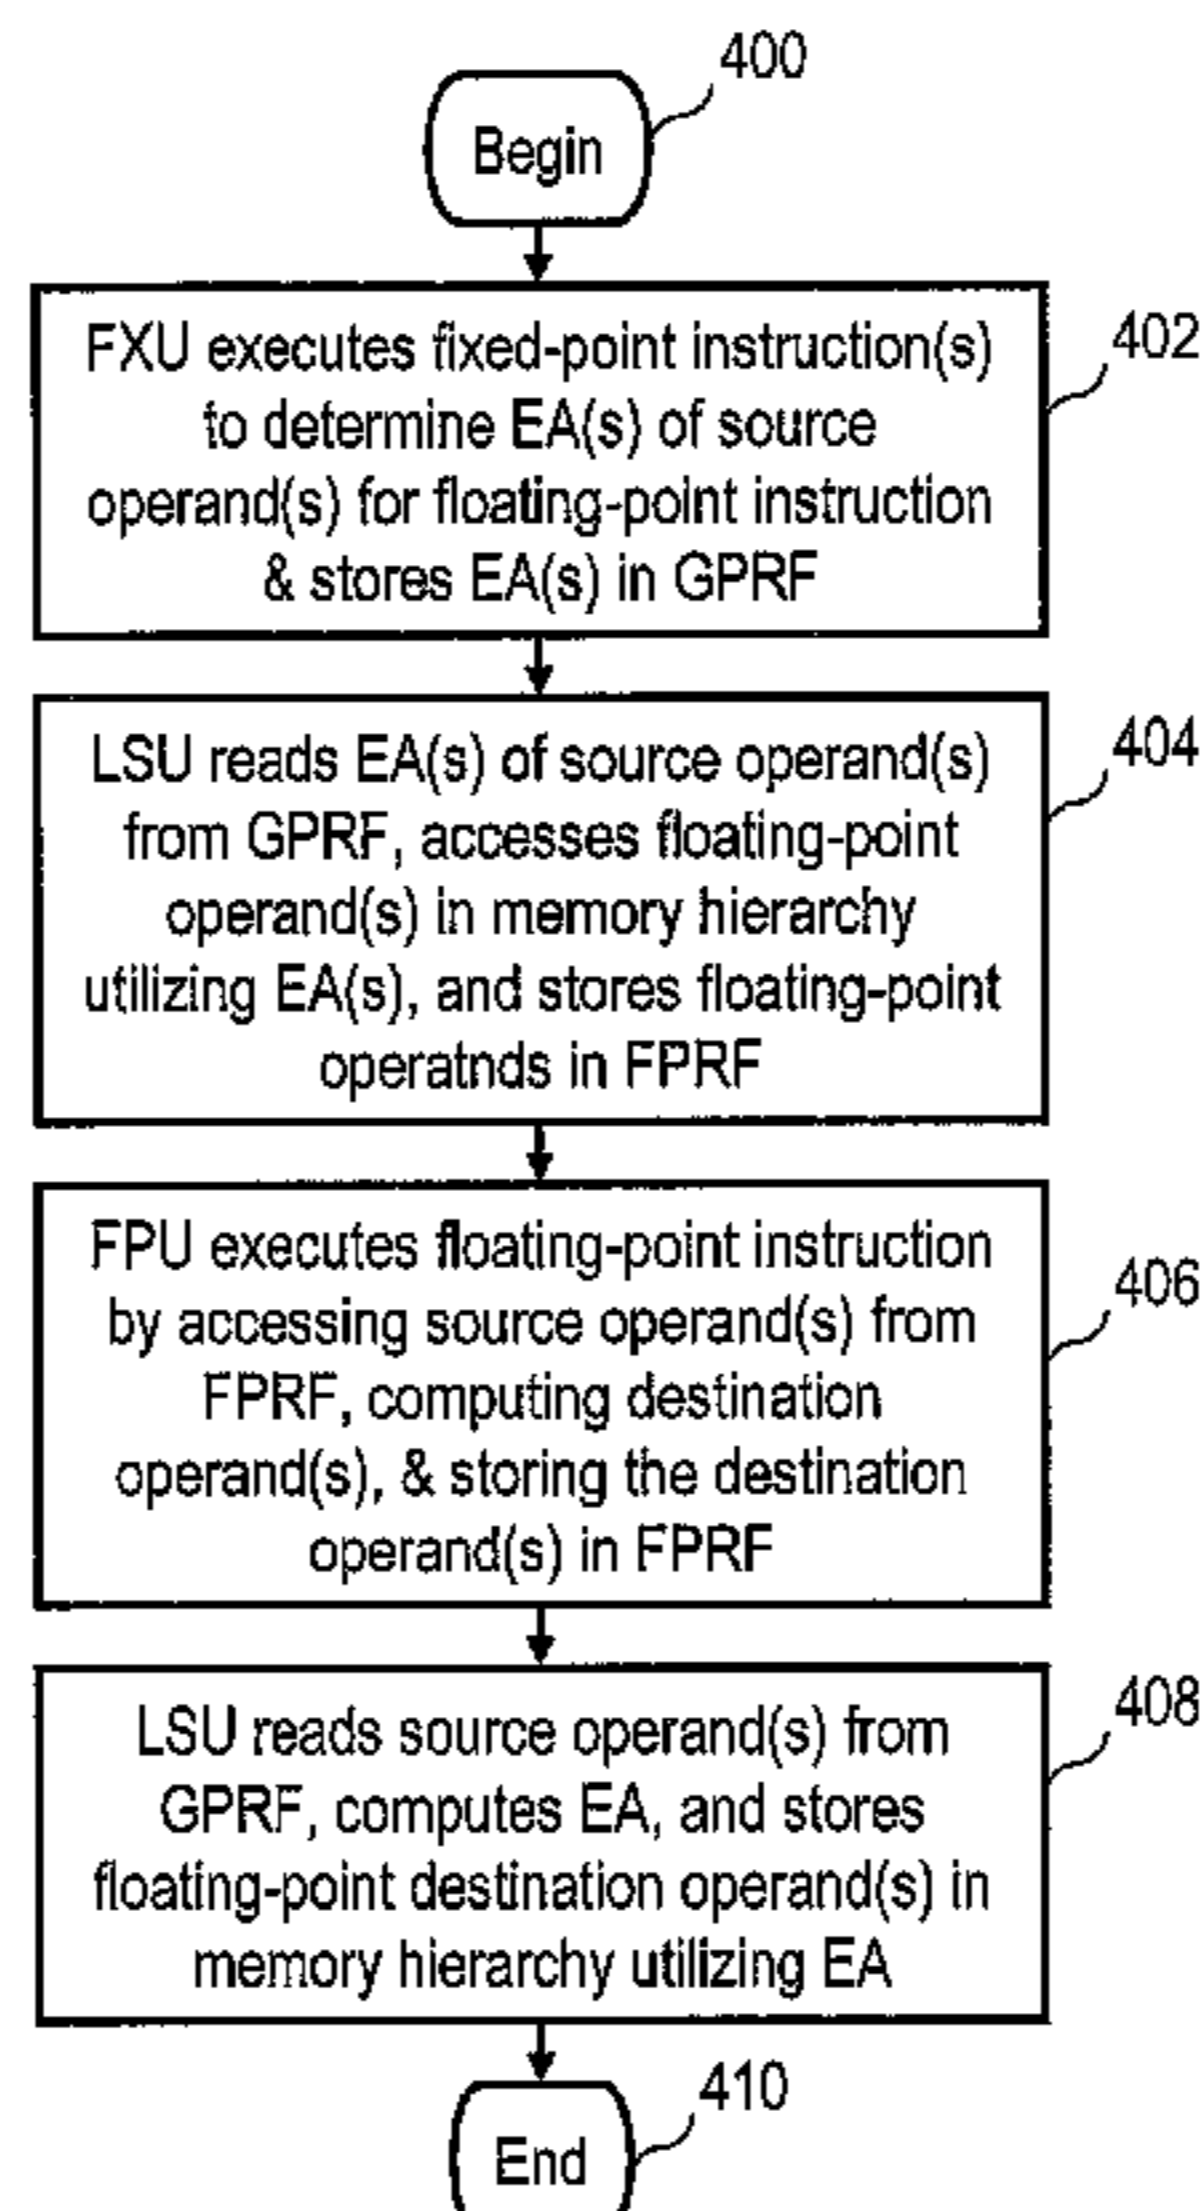 400
Begin
402
FXU executes fixed-point instruction(s)
to determine EA(s) of source
operand(s) for floating-point instruction
& stores EA(s) in GPRF
404
LSU reads EA(s) of source operand(s)
from GPRF, accesses floating-point
operand(s) in memory hierarchy
utilizing EA(s), and stores floating-point
operatnds in FPRF
406
FPU executes floating-point instruction
by accessing source operand(s) from
FPRF, computing destination
operand(s), & storing the destination
operand(s) in FPRF
408
LSU reads source operand(s) from
GPRF, computes EA, and stores
floating-point destination operand(s) in
memory hierarchy utilizing EA
410
End